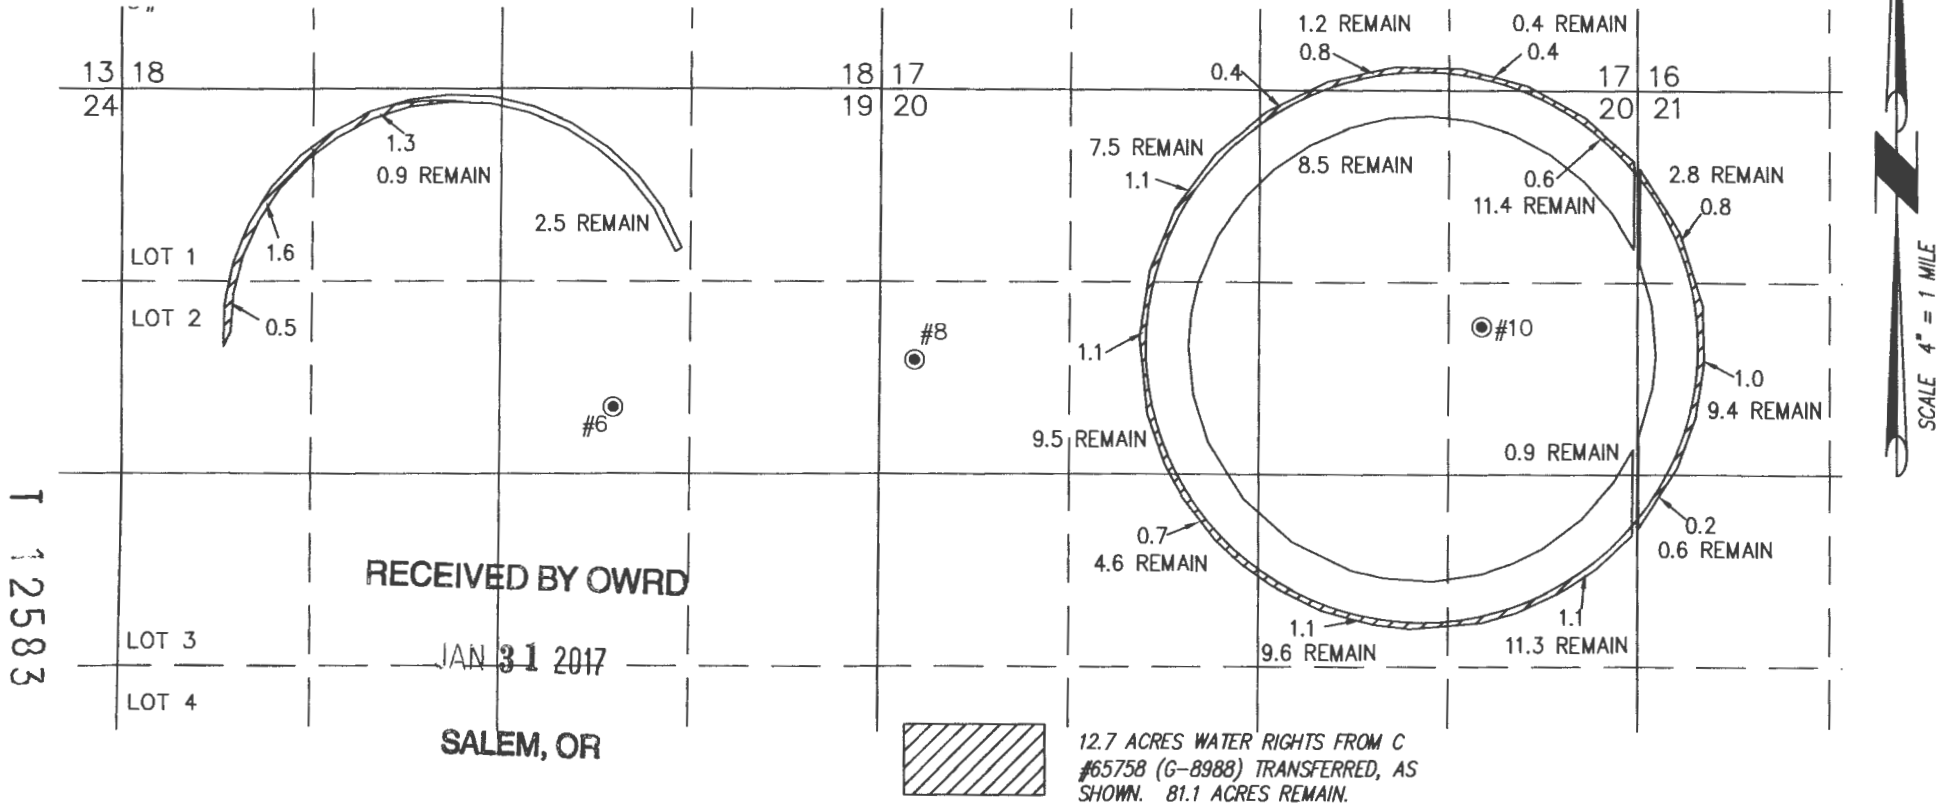 1.2 REMAIN
0.8
0.4 REMAIN
0.4
0.4
13 18
24
18 17
19 20
17 16
20 21
1.3
0.9 REMAIN
2.5 REMAIN
7.5 REMAIN
1.1
8.5 REMAIN
0.6
11.4 REMAIN
2.8 REMAIN
0.8
LOT 1
1.6
LOT 2
0.5
#8
#6
#10
1.1
1.0
9.4 REMAIN
9.5 REMAIN
0.9 REMAIN
0.7
4.6 REMAIN
0.2
0.6 REMAIN
1.1
9.6 REMAIN
1.1
11.3 REMAIN
SCALE 4" = 1 MILE
T 12583
RECEIVED BY OWRD
JAN 31 2017
SALEM, OR
LOT 3
LOT 4
12.7 ACRES WATER RIGHTS FROM C
#65758 (G-8988) TRANSFERRED, AS
SHOWN. 81.1 ACRES REMAIN.